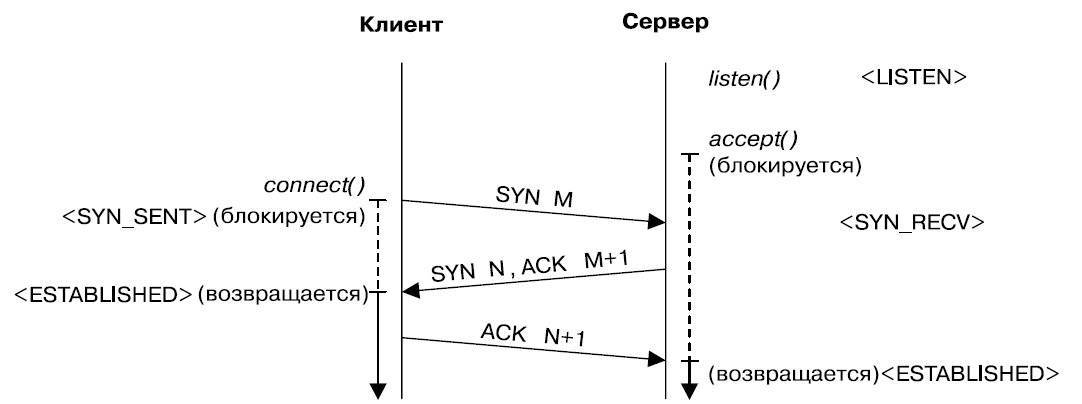 Клиент
Сервер
listen() <LISTEN>
accept()
(блокируется)
connect()
SYN M
<SYN_SENT> (блокируется)
<SYN_RECV>
SYN N , ACK M+1
<ESTABLISHED> (возвращается)
ACK N+1
(возвращается)<ESTABLISHED>